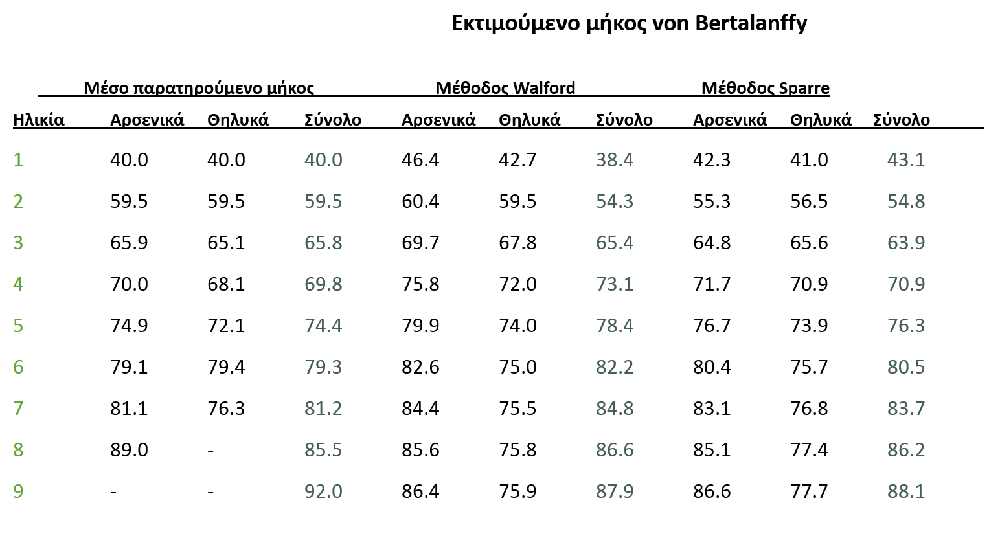 Εκτιμούμενο μήκος von Bertalanffy
Μέσο παρατηρούμενο μήκος Μέθοδος Walford Μέθοδος Sparre
Ηλικία Αρσενικά Θηλυκά Σύνολο Αρσενικά Θηλυκά Σύνολο Αρσενικά Θηλυκά Σύνολο
1 40.0 40.0 40.0 46.4 42.7 38.4 42.3 41.0 43.1
2 59.5 59.5 59.5 60.4 59.5 54.3 55.3 56.5 54.8
3 65.9 65.1 65.8 69.7 67.8 65.4 64.8 65.6 63.9
4 70.0 68.1 69.8 75.8 72.0 73.1 71.7 70.9 70.9
5 74.9 72.1 74.4 79.9 74.0 78.4 76.7 73.9 76.3
6 79.1 79.4 79.3 82.6 75.0 82.2 80.4 75.7 80.5
7 81.1 76.3 81.2 84.4 75.5 84.8 83.1 76.8 83.7
8 89.0 - 85.5 85.6 75.8 86.6 85.1 77.4 86.2
9 - - 92.0 86.4 75.9 87.9 86.6 77.7 88.1